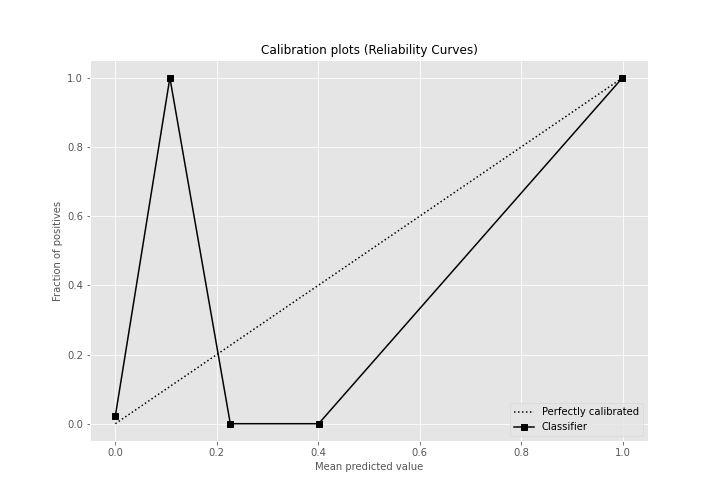 Calibration plots (Reliability Curves)
1.0
0.8
0.6
0.4
0.2
0.0
Fraction of positives
0.0 0.2 0.4 0.6 0.8 1.0
Mean predicted value
Perfectly calibrated
Classifier